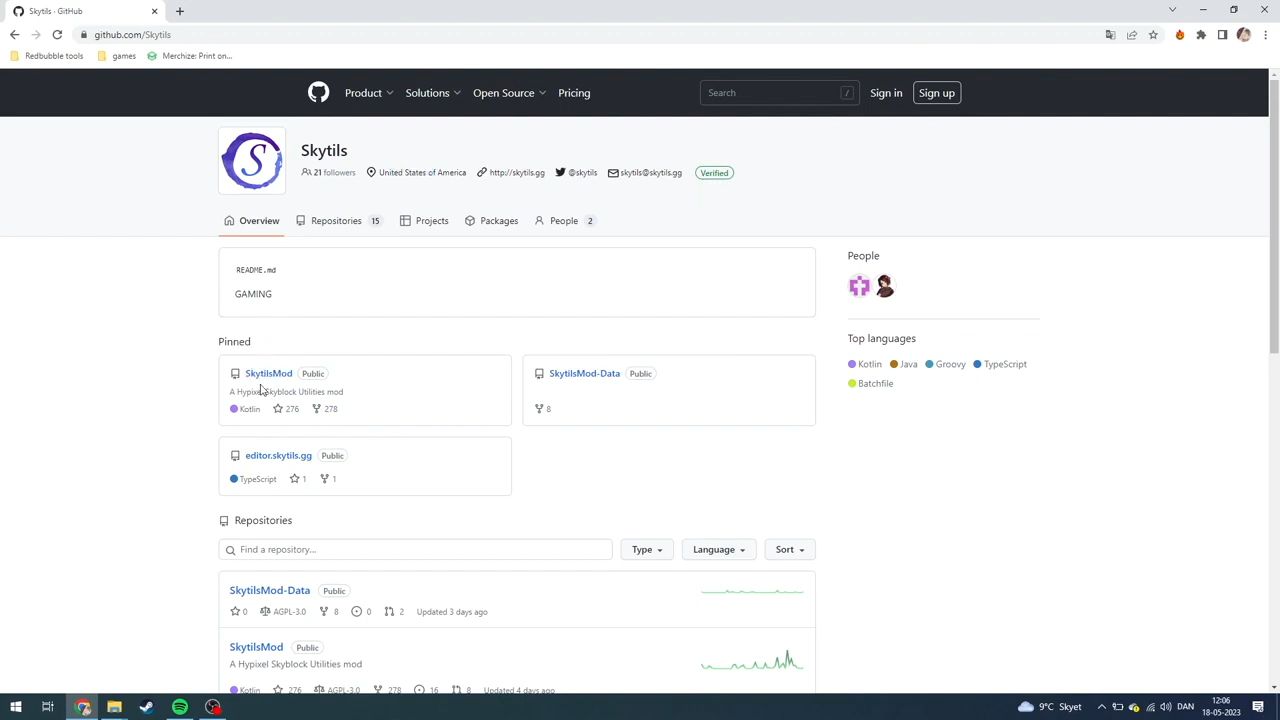 Skytils · GitHub
github.com/Skytils
Redbubble tools
games
Merchize: Print on...
Product
Solutions
Open Source
Pricing
Search
/
Sign in
Sign up
S
Skytils
21 followers
United States of America
http://skytils.gg
@skytils
skytils@skytils.gg
Verified
Overview
Repositories 15
Projects
Packages
People 2
README.md
GAMING
People
Top languages
Kotlin
Java
Groovy
TypeScript
Batchfile
Pinned
SkytilsMod Public
A Hypixel Skyblock Utilities mod
Kotlin 276 278
SkytilsMod-Data Public
8
editor.skytils.gg Public
TypeScript 1 1
Repositories
Find a repository...
Type
Language
Sort
SkytilsMod-Data Public
0 AGPL-3.0 8 0 2 Updated 3 days ago
SkytilsMod Public
A Hypixel Skyblock Utilities mod
Kotlin 276 AGPL-3.0 278 16 8 Updated 4 days ago
9°C Skyet
DAN
12:06
18-05-2023